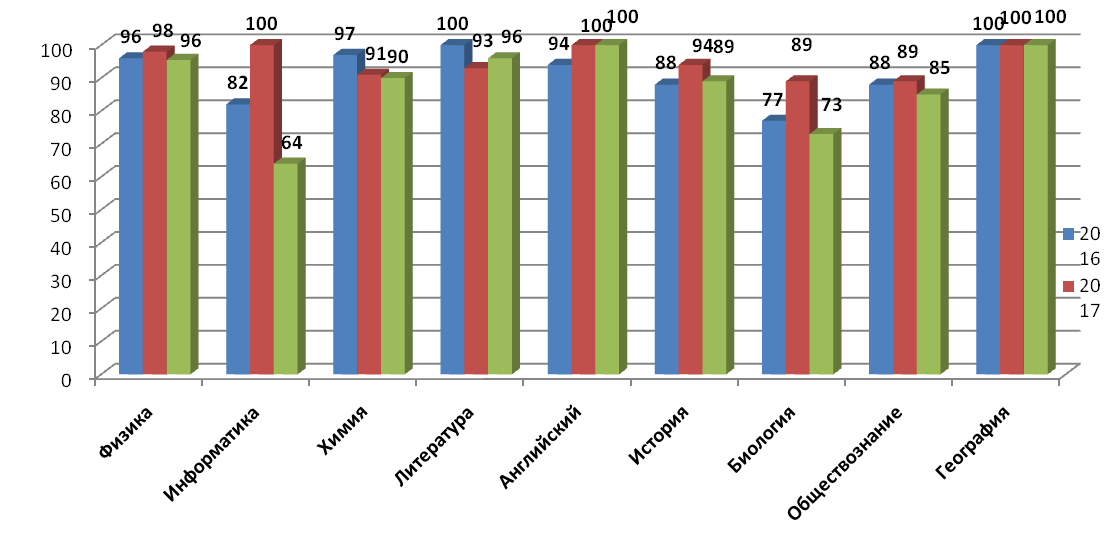 100
90
80
70
60
50
40
30
20
10
0
96 98 96
82 100 64
97 91 90
100 93 96
94 100 100
88 94 89
77 89 73
88 89 85
100 100 100
Физика
Информатика
Химия
Литература
Английский
История
Биология
Обществознание
География
20
16
20
17